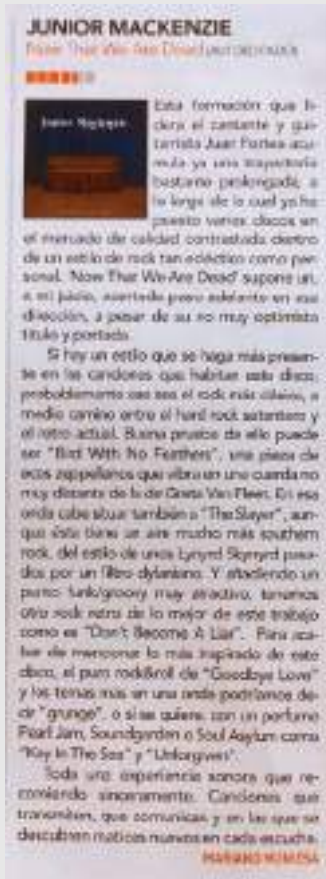 JUNIOR MACKENZIE
Now That We Are Dead AUTOEDITADO
Junior Mackenzie
Esta formación que li-
dera el cantante y gui-
tarrista Juan Fortea acu-
mula ya una trayectoria
bastante prolongada, a
lo largo de la cual ya ha
puesto varios discos en
el mercado de calidad contrastada dentro
de un estilo de rock tan ecléctico como per-
sonal. 'Now That We Are Dead' supone un,
a mi juicio, acertado paso adelante en esa
dirección, a pesar de su no muy optimista
título y portada.
Si hay un estilo que se haga más presen-
te en las canciones que habitan este disco,
probablemente ese sea el rock más clásico, a
medio camino entre el hard rock setentero y
el retro actual. Buena prueba de ello puede
ser "Bird With No Feathers", una pieza de
ecos zeppelianos que vibra en una cuerda no
muy distante de la de Greta Van Fleet. En esa
onda cabe situar también a "The Slayer", aun-
que ésta tiene un aire mucho más southern
rock, del estilo de unos Lynyrd Skynyrd pasa-
dos por un filtro dylaniano. Y añadiendo un
punto funk/groovy muy atractivo, tenemos
otro rock retro de lo mejor de este trabajo
como es "Don't Become A Liar". Para aca-
bar de mencionar lo más inspirado de este
disco, el puro rock&roll de "Goodbye Love"
y los temas más en una onda podríamos de-
cir "grunge", o si se quiere, con un perfume
Pearl Jam, Soundgarden o Soul Asylum como
"Key In The Sea" y "Unforgiven".
Toda una experiencia sonora que re-
comiendo sinceramente. Canciones que
transmiten, que comunican y en las que se
descubren matices nuevos en cada escucha.
MARIANO